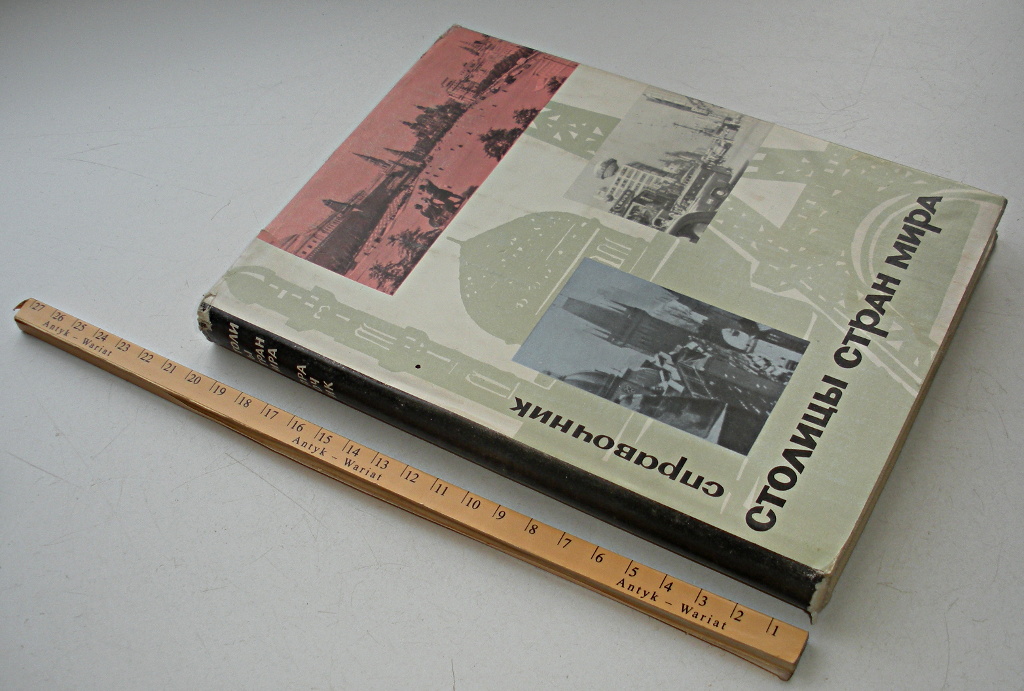 СТОЛИЦЫ СТРАН МИРА
справочник
27 26 25 24 23 22 21 20 19 18 17 16 15 14 13 12 11 10 9 8 7 6 5 4 3 2 1
Antyk – Wariat
Antyk – Wariat
Antyk – Wariat